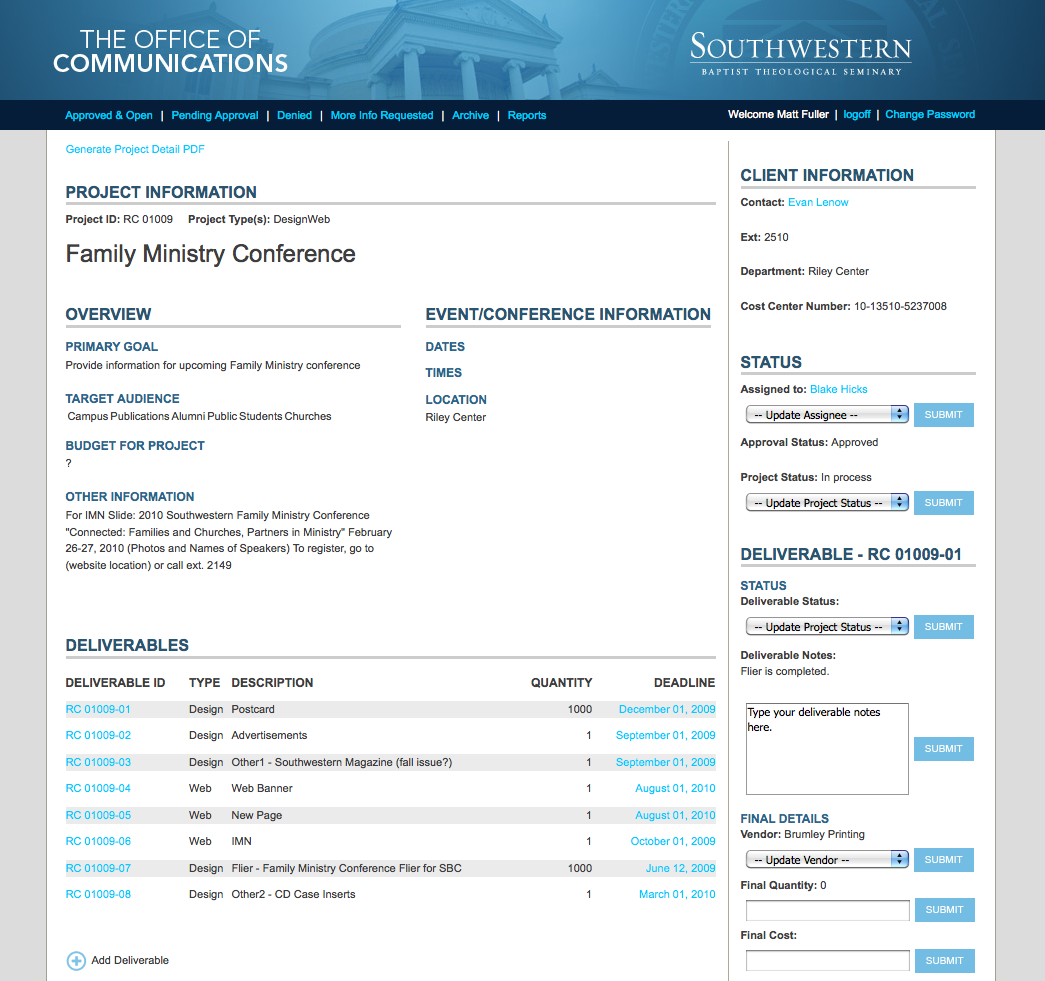 THE OFFICE OF
COMMUNICATIONS
SOUTHWESTERN
BAPTIST THEOLOGICAL SEMINARY
Approved & Open | Pending Approval | Denied | More Info Requested | Archive | Reports
Welcome Matt Fuller | logoff | Change Password
Generate Project Detail PDF
PROJECT INFORMATION
Project ID: RC 01009 Project Type(s): DesignWeb
Family Ministry Conference
OVERVIEW
PRIMARY GOAL
Provide information for upcoming Family Ministry conference
TARGET AUDIENCE
Campus Publications Alumni Public Students Churches
BUDGET FOR PROJECT
?
OTHER INFORMATION
For IMN Slide: 2010 Southwestern Family Ministry Conference
"Connected: Families and Churches, Partners in Ministry" February
26-27, 2010 (Photos and Names of Speakers) To register, go to
(website location) or call ext. 2149
EVENT/CONFERENCE INFORMATION
DATES
TIMES
LOCATION
Riley Center
DELIVERABLES
DELIVERABLE ID TYPE DESCRIPTION QUANTITY DEADLINE
RC 01009-01 Design Postcard 1000 December 01, 2009
RC 01009-02 Design Advertisements 1 September 01, 2009
RC 01009-03 Design Other1 - Southwestern Magazine (fall issue?) 1 September 01, 2009
RC 01009-04 Web Web Banner 1 August 01, 2010
RC 01009-05 Web New Page 1 August 01, 2010
RC 01009-06 Web IMN 1 October 01, 2009
RC 01009-07 Design Flier - Family Ministry Conference Flier for SBC 1000 June 12, 2009
RC 01009-08 Design Other2 - CD Case Inserts 1 March 01, 2010
Add Deliverable
CLIENT INFORMATION
Contact: Evan Lenow
Ext: 2510
Department: Riley Center
Cost Center Number: 10-13510-5237008
STATUS
Assigned to: Blake Hicks
-- Update Assignee -- SUBMIT
Approval Status: Approved
Project Status: In process
-- Update Project Status -- SUBMIT
DELIVERABLE - RC 01009-01
STATUS
Deliverable Status:
-- Update Project Status -- SUBMIT
Deliverable Notes:
Flier is completed.
Type your deliverable notes
here.
SUBMIT
FINAL DETAILS
Vendor: Brumley Printing
-- Update Vendor -- SUBMIT
Final Quantity: 0
SUBMIT
Final Cost:
SUBMIT